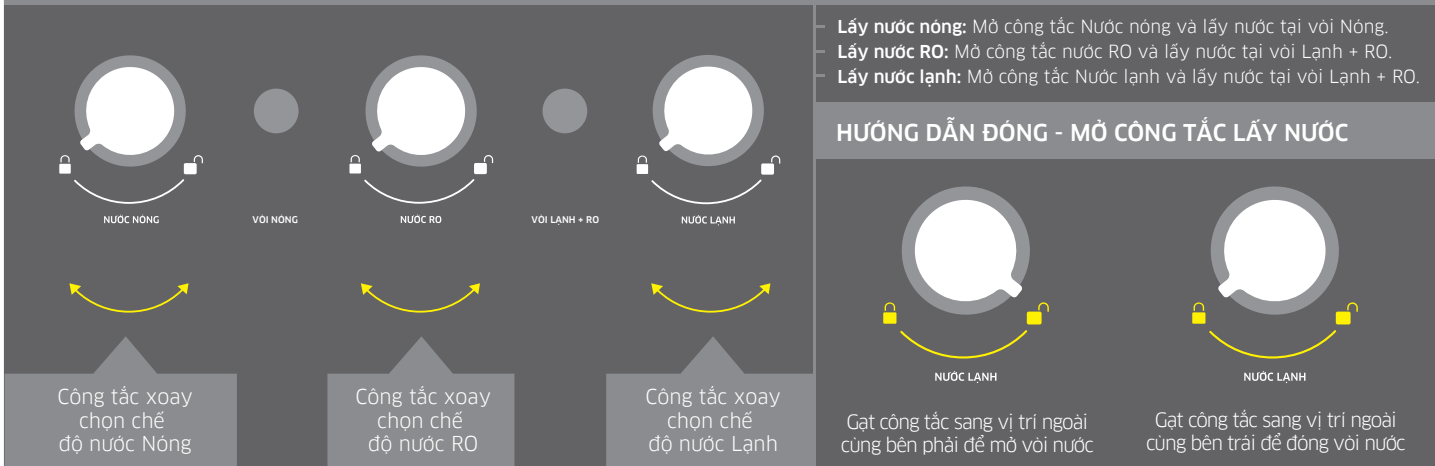 NƯỚC NÓNG
VÒI NÓNG
NƯỚC RO
VÒI LẠNH + RO
NƯỚC LẠNH
Công tắc xoay
chọn chế
độ nước Nóng
Công tắc xoay
chọn chế
độ nước RO
Công tắc xoay
chọn chế
độ nước Lạnh
Lấy nước nóng: Mở công tắc Nước nóng và lấy nước tại vòi Nóng.
Lấy nước RO: Mở công tắc nước RO và lấy nước tại vòi Lạnh + RO.
Lấy nước lạnh: Mở công tắc Nước lạnh và lấy nước tại vòi Lạnh + RO.
HƯỚNG DẪN ĐÓNG - MỞ CÔNG TẮC LẤY NƯỚC
NƯỚC LẠNH
Gạt công tắc sang vị trí ngoài
cùng bên phải để mở vòi nước
NƯỚC LẠNH
Gạt công tắc sang vị trí ngoài
cùng bên trái để đóng vòi nước